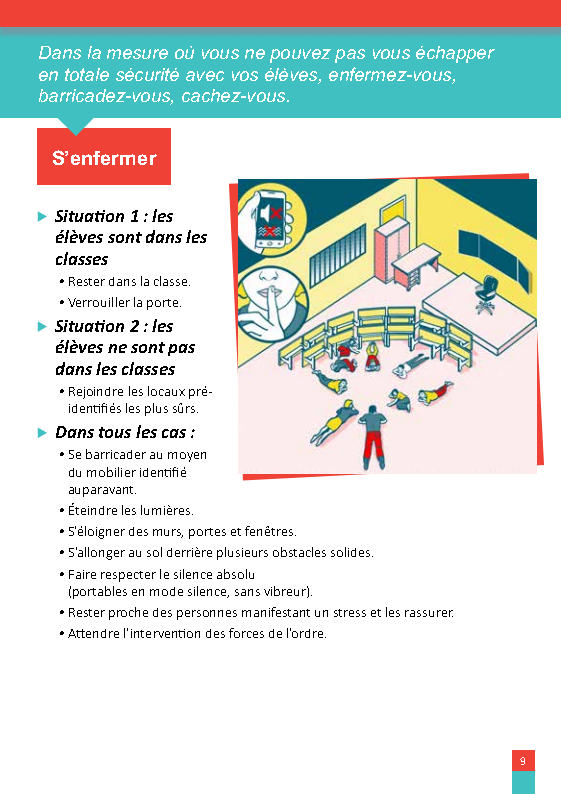 Dans la mesure où vous ne pouvez pas vous échapper
en totale sécurité avec vos élèves, enfermez-vous,
barricadez-vous, cachez-vous.
S'enfermer
Situation 1 : les
élèves sont dans les
classes
• Rester dans la classe.
• Verrouiller la porte.
Situation 2 : les
élèves ne sont pas
dans les classes
• Rejoindre les locaux pré-
identifiés les plus sûrs.
Dans tous les cas :
• Se barricader au moyen
du mobilier identifié
auparavant.
• Éteindre les lumières.
• S'éloigner des murs, portes et fenêtres.
• S'allonger au sol derrière plusieurs obstacles solides.
• Faire respecter le silence absolu
(portables en mode silence, sans vibreur).
• Rester proche des personnes manifestant un stress et les rassurer.
• Attendre l'intervention des forces de l'ordre.
9